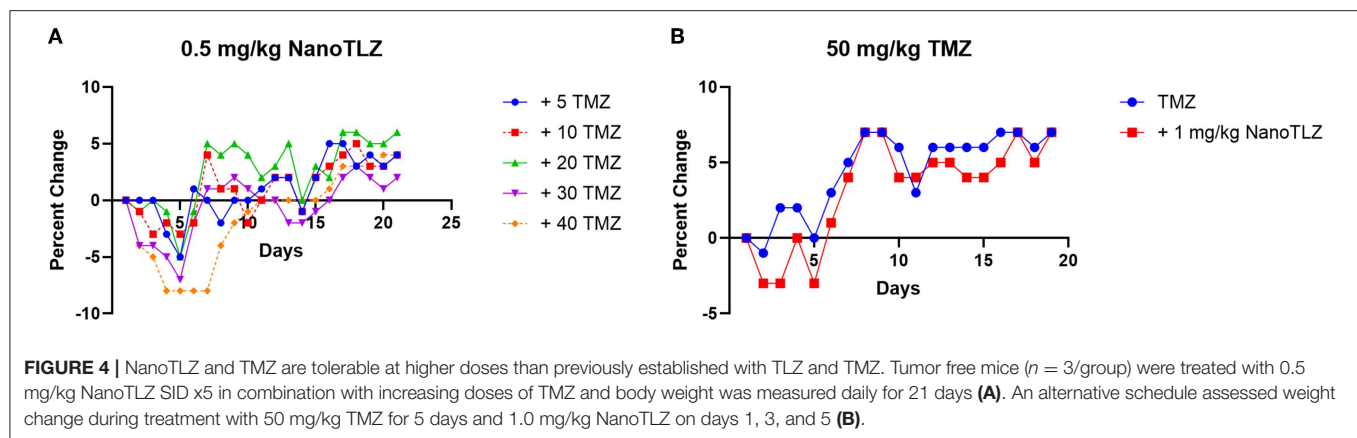 A
0.5 mg/kg NanoTLZ
Percent Change
10
5
0
-5
-10
5
10
15
20
25
Days
+ 5 TMZ
+ 10 TMZ
+ 20 TMZ
+ 30 TMZ
+ 40 TMZ
B
50 mg/kg TMZ
Percent Change
10
5
0
-5
5
10
15
20
Days
TMZ
+ 1 mg/kg NanoTLZ
FIGURE 4 | NanoTLZ and TMZ are tolerable at higher doses than previously established with TLZ and TMZ. Tumor free mice (n = 3/group) were treated with 0.5
mg/kg NanoTLZ SID x5 in combination with increasing doses of TMZ and body weight was measured daily for 21 days (A). An alternative schedule assessed weight
change during treatment with 50 mg/kg TMZ for 5 days and 1.0 mg/kg NanoTLZ on days 1, 3, and 5 (B).